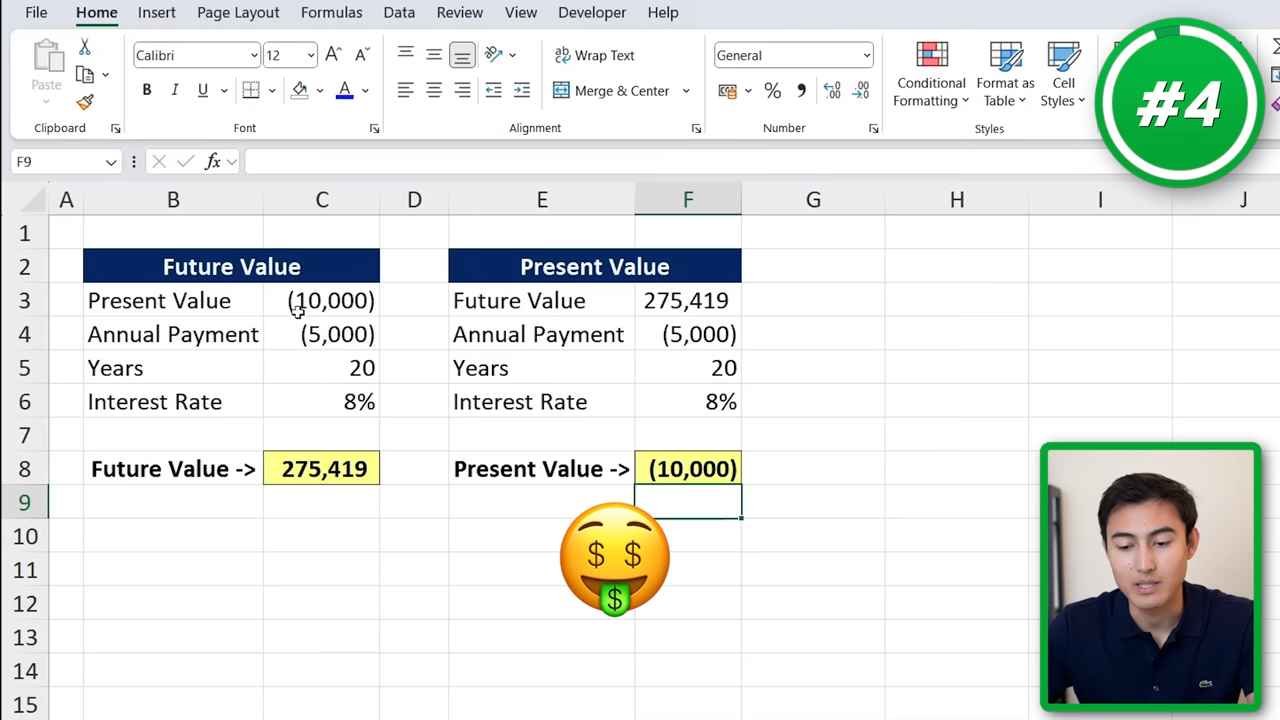 File Home Insert Page Layout Formulas Data Review View Developer Help
#4
Paste
Calibri 12
B I U A
Wrap Text
Merge & Center
General
%
Conditional Formatting
Format as Table
Cell Styles
Clipboard Font Alignment Number Styles
F9 fx
A B C D E F G H I J
1
2 Future Value Present Value
3 Present Value (10,000) Future Value 275,419
4 Annual Payment (5,000) Annual Payment (5,000)
5 Years 20 Years 20
6 Interest Rate 8% Interest Rate 8%
7
8 Future Value -> 275,419 Present Value -> (10,000)
9
10
11
12
13
14
15
$ $
$